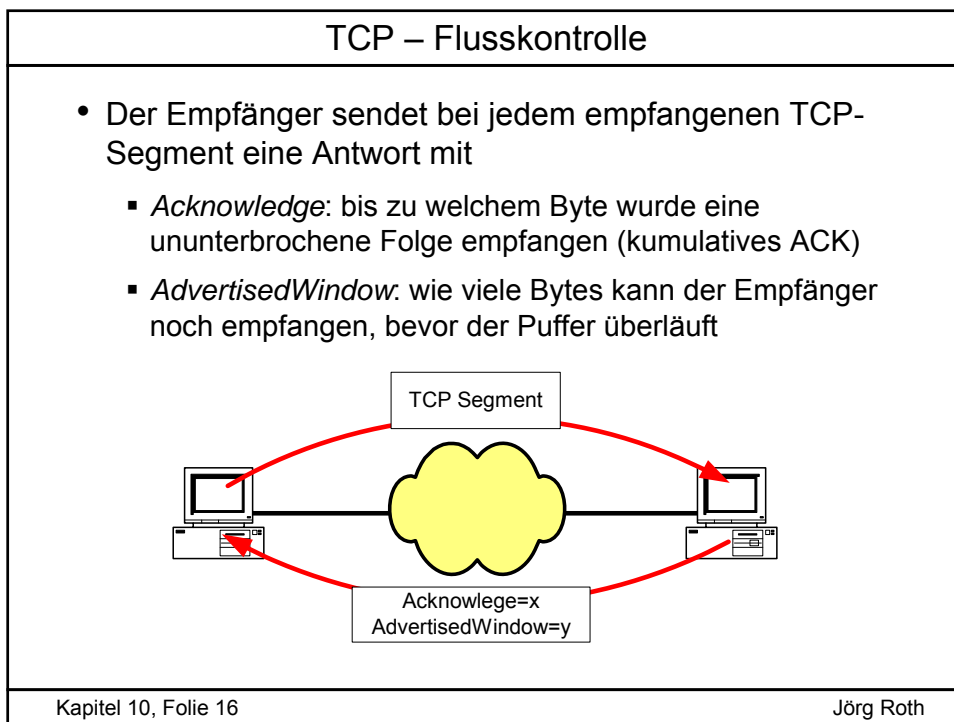 TCP – Flusskontrolle
• Der Empfänger sendet bei jedem empfangenen TCP-
Segment eine Antwort mit
▪ Acknowledge: bis zu welchem Byte wurde eine
ununterbrochene Folge empfangen (kumulatives ACK)
▪ AdvertisedWindow: wie viele Bytes kann der Empfänger
noch empfangen, bevor der Puffer überläuft
TCP Segment
Acknowlege=x
AdvertisedWindow=y
Kapitel 10, Folie 16
Jörg Roth